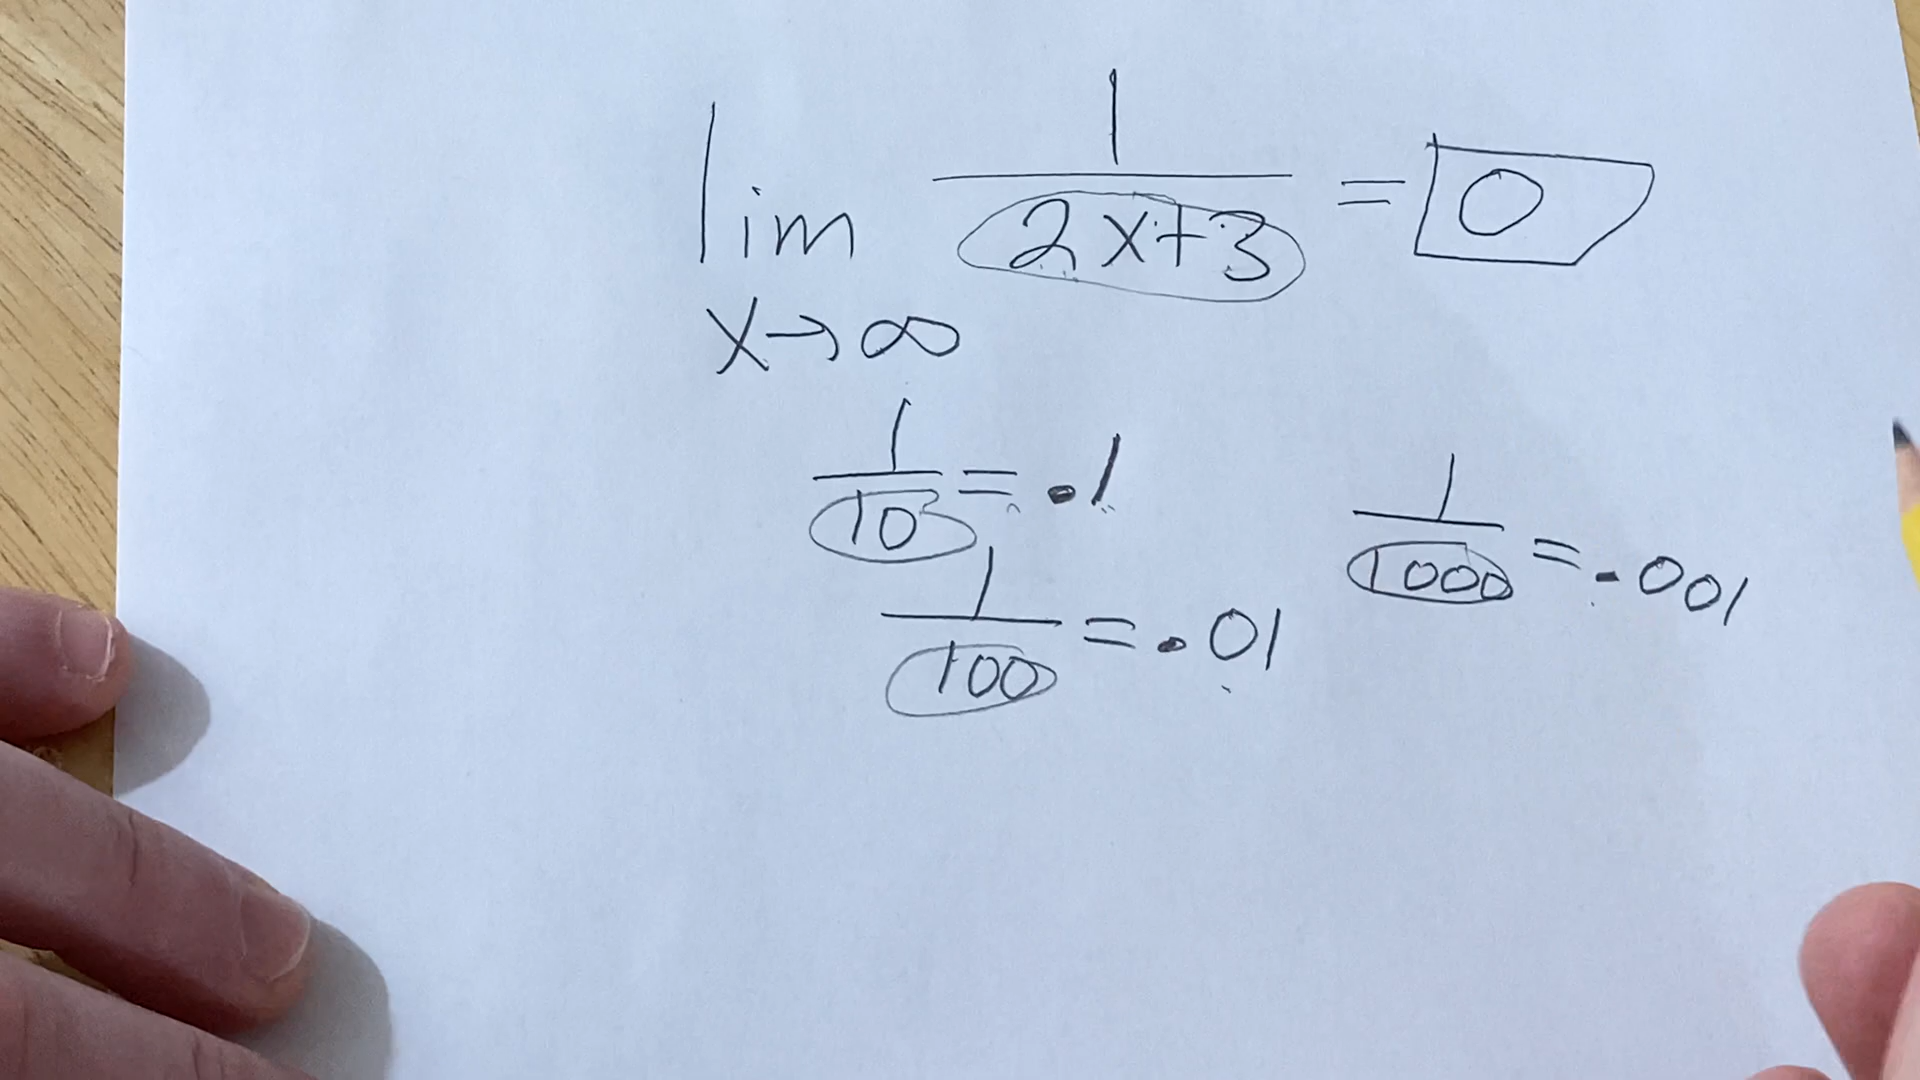 lim 1/(2x+3) = 0
x→∞
1/10 = .1
1/1000 = .001
1/100 = .01